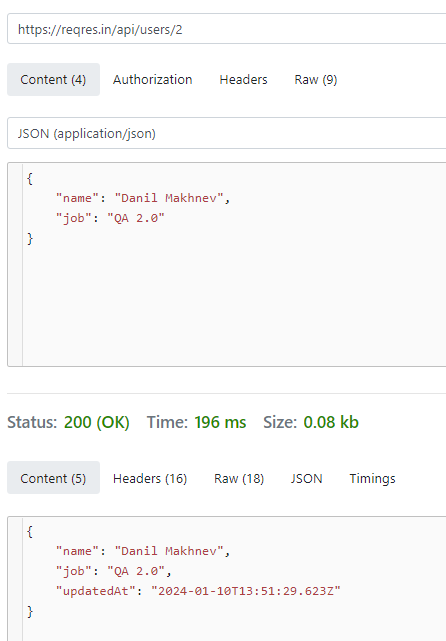 https://reqres.in/api/users/2
Content (4) Authorization Headers Raw (9)
JSON (application/json)
{
"name": "Danil Makhnev",
"job": "QA 2.0"
}
Status: 200 (OK) Time: 196 ms Size: 0.08 kb
Content (5) Headers (16) Raw (18) JSON Timings
{
"name": "Danil Makhnev",
"job": "QA 2.0",
"updatedAt": "2024-01-10T13:51:29.623Z"
}